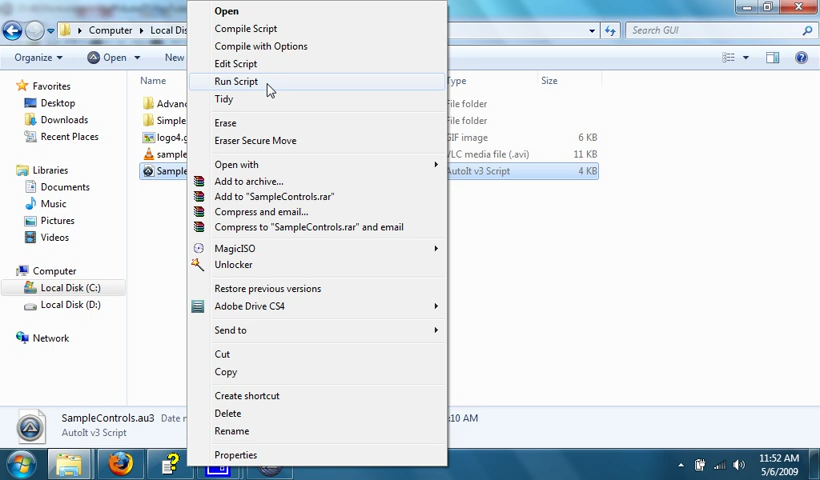 Open
Compile Script
Compile with Options
Edit Script
Run Script
Tidy
Erase
Eraser Secure Move
Open with
Add to archive...
Add to "SampleControls.rar"
Compress and email...
Compress to "SampleControls.rar" and email
MagicISO
Unlocker
Restore previous versions
Adobe Drive CS4
Send to
Cut
Copy
Create shortcut
Delete
Rename
Properties
Computer
Local Dis
Search GUI
Organize
Open
New
Name
Type
Size
Favorites
Desktop
Downloads
Recent Places
Libraries
Documents
Music
Pictures
Videos
Computer
Local Disk (C:)
Local Disk (D:)
Network
Advan
File folder
Simple
File folder
logo4.g
GIF image
6 KB
sample
VLC media file (.avi)
11 KB
Sample
AutoIt v3 Script
4 KB
SampleControls.au3
Date n
:10 AM
AutoIt v3 Script
11:52 AM
5/6/2009